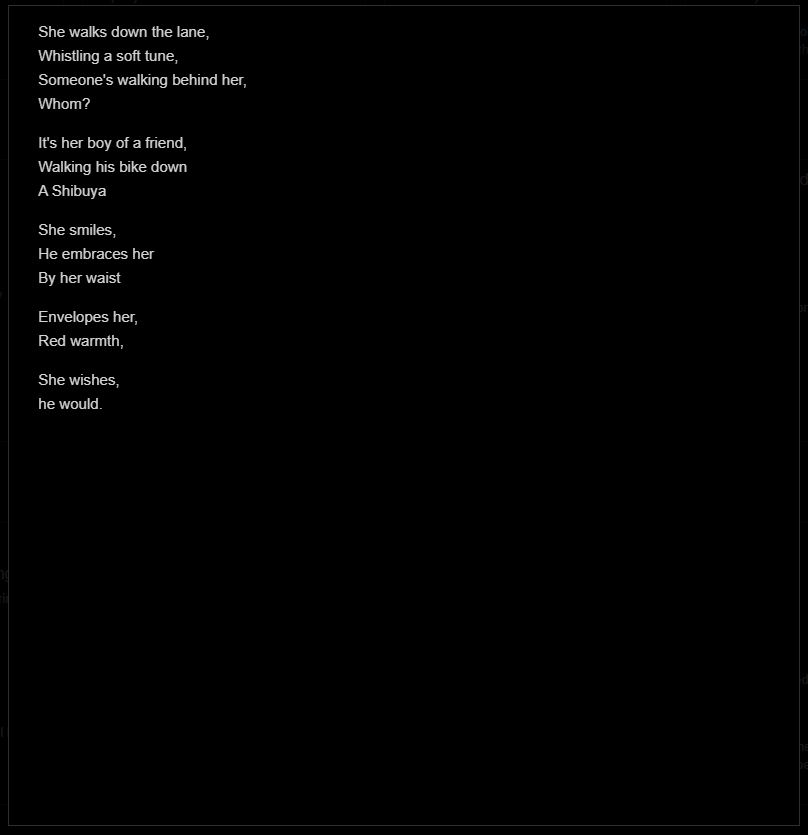 She walks down the lane,
Whistling a soft tune,
Someone's walking behind her,
Whom?
It's her boy of a friend,
Walking his bike down
A Shibuya
She smiles,
He embraces her
By her waist
Envelopes her,
Red warmth,
She wishes,
he would.